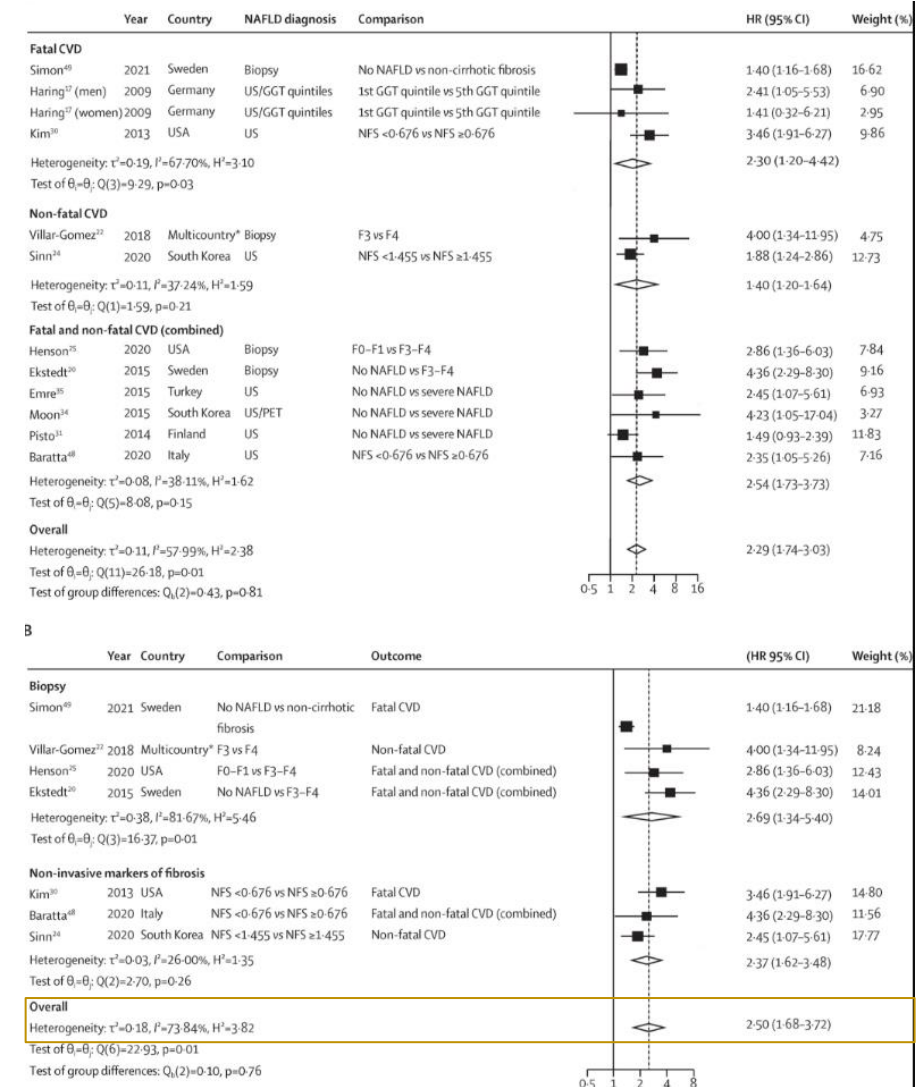 Year Country NAFLD diagnosis Comparison HR (95% CI) Weight (%)
Fatal CVD
Simon⁴⁹ 2021 Sweden Biopsy No NAFLD vs non-cirrhotic fibrosis 1·40 (1·16–1·68) 16·62
Haring¹⁷ (men) 2009 Germany US/GGT quintiles 1st GGT quintile vs 5th GGT quintile 2·41 (1·05–5·53) 6·90
Haring¹⁷ (women) 2009 Germany US/GGT quintiles 1st GGT quintile vs 5th GGT quintile 1·41 (0·32–6·21) 2·95
Kim³⁰ 2013 USA US NFS <0·676 vs NFS ≥0·676 3·46 (1·91–6·27) 9·86
Heterogeneity: τ²=0·19, I²=67·70%, H²=3·10 2·30 (1·20–4·42)
Test of θᵢ=θⱼ: Q(3)=9·29, p=0·03
Non-fatal CVD
Villar-Gomez²² 2018 Multicountry* Biopsy F3 vs F4 4·00 (1·34–11·95) 4·75
Sinn²⁴ 2020 South Korea US NFS <1·455 vs NFS ≥1·455 1·88 (1·24–2·86) 12·73
Heterogeneity: τ²=0·11, I²=37·24%, H²=1·59 1·40 (1·20–1·64)
Test of θᵢ=θⱼ: Q(1)=1·59, p=0·21
Fatal and non-fatal CVD (combined)
Henson²⁵ 2020 USA Biopsy F0–F1 vs F3–F4 2·86 (1·36–6·03) 7·84
Ekstedt²⁰ 2015 Sweden Biopsy No NAFLD vs F3–F4 4·36 (2·29–8·30) 9·16
Emre³⁵ 2015 Turkey US No NAFLD vs severe NAFLD 2·45 (1·07–5·61) 6·93
Moon³⁴ 2015 South Korea US/PET No NAFLD vs severe NAFLD 4·23 (1·05–17·04) 3·27
Pisto³¹ 2014 Finland US No NAFLD vs severe NAFLD 1·49 (0·93–2·39) 11·83
Baratta⁴⁸ 2020 Italy US NFS <0·676 vs NFS ≥0·676 2·35 (1·05–5·26) 7·16
Heterogeneity: τ²=0·08, I²=38·11%, H²=1·62 2·54 (1·73–3·73)
Test of θᵢ=θⱼ: Q(5)=8·08, p=0·15
Overall
Heterogeneity: τ²=0·11, I²=57·99%, H²=2·38 2·29 (1·74–3·03)
Test of θᵢ=θⱼ: Q(11)=26·18, p=0·01
Test of group differences: Q_b(2)=0·43, p=0·81
0·5 1 2 4 8 16
B
Year Country Comparison Outcome (HR 95% CI) Weight (%)
Biopsy
Simon⁴⁹ 2021 Sweden No NAFLD vs non-cirrhotic Fatal CVD 1·40 (1·16–1·68) 21·18
fibrosis
Villar-Gomez²² 2018 Multicountry* F3 vs F4 Non-fatal CVD 4·00 (1·34–11·95) 8·24
Henson²⁵ 2020 USA F0–F1 vs F3–F4 Fatal and non-fatal CVD (combined) 2·86 (1·36–6·03) 12·43
Ekstedt²⁰ 2015 Sweden No NAFLD vs F3–F4 Fatal and non-fatal CVD (combined) 4·36 (2·29–8·30) 14·01
Heterogeneity: τ²=0·38, I²=81·67%, H²=5·46 2·69 (1·34–5·40)
Test of θᵢ=θⱼ: Q(3)=16·37, p=0·01
Non-invasive markers of fibrosis
Kim³⁰ 2013 USA NFS <0·676 vs NFS ≥0·676 Fatal CVD 3·46 (1·91–6·27) 14·80
Baratta⁴⁸ 2020 Italy NFS <0·676 vs NFS ≥0·676 Fatal and non-fatal CVD (combined) 4·36 (2·29–8·30) 11·56
Sinn²⁴ 2020 South Korea NFS <1·455 vs NFS ≥1·455 Non-fatal CVD 2·45 (1·07–5·61) 17·77
Heterogeneity: τ²=0·03, I²=26·00%, H²=1·35 2·37 (1·62–3·48)
Test of θᵢ=θⱼ: Q(2)=2·70, p=0·26
Overall
Heterogeneity: τ²=0·18, I²=73·84%, H²=3·82 2·50 (1·68–3·72)
Test of θᵢ=θⱼ: Q(6)=22·93, p=0·01
Test of group differences: Q_b(2)=0·10, p=0·76
0·5 1 2 4 8